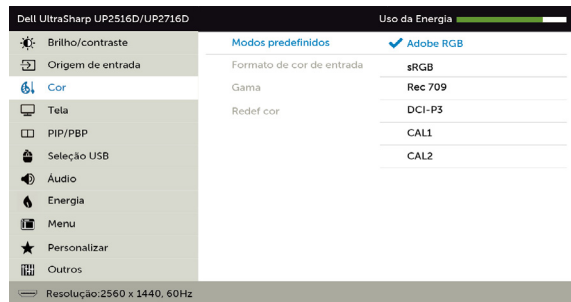 Dell UltraSharp UP2516D/UP2716D Uso da Energia
Brilho/contraste Modos predefinidos Adobe RGB
Origem de entrada Formato de cor de entrada sRGB
Cor Gama Rec 709
Tela Redef cor DCI-P3
PIP/PBP CAL1
Seleção USB CAL2
Áudio
Energia
Menu
Personalizar
Outros
Resolução:2560 x 1440, 60Hz